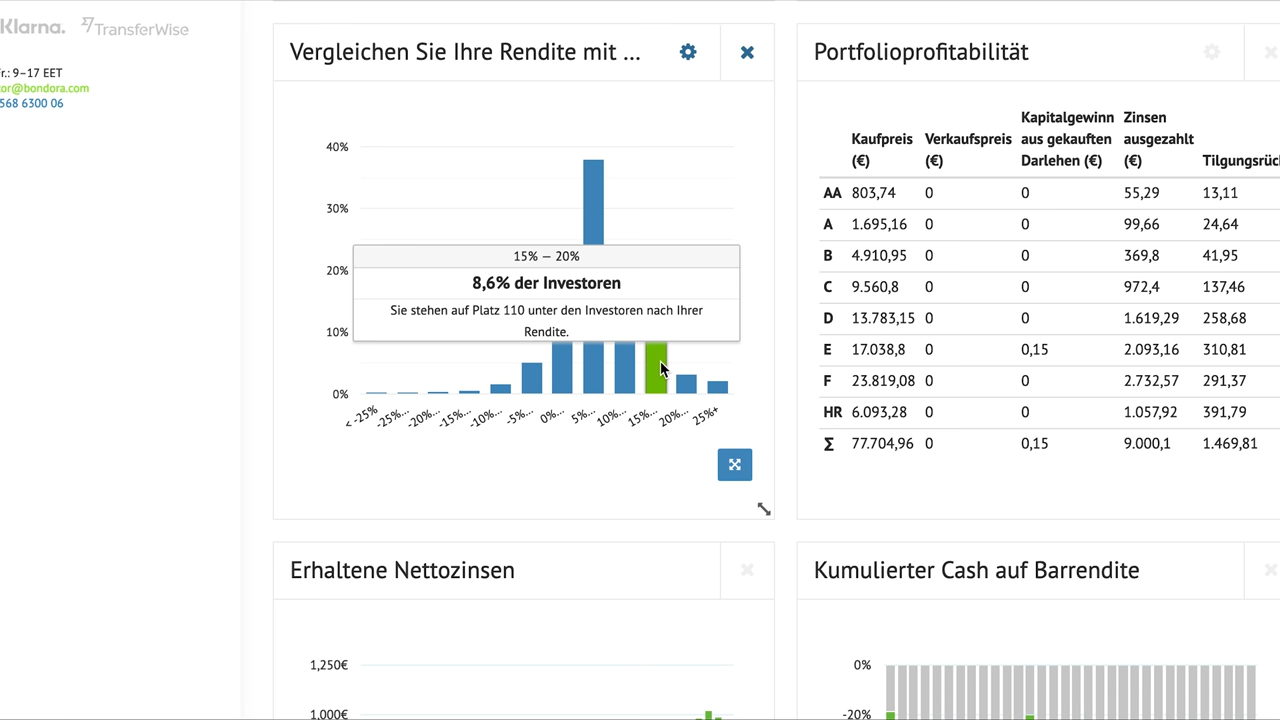 Klarna. TransferWise
Fr.: 9–17 EET
tor@bondora.com
568 6300 06
Vergleichen Sie Ihre Rendite mit ...
40%
30%
20%
10%
0%
15% — 20%
8,6% der Investoren
Sie stehen auf Platz 110 unter den Investoren nach Ihrer
Rendite.
< -25% -25%... -20%... -15%... -10%... -5%... 0%... 5%... 10%... 15%... 20%... 25%+
Portfolioprofitabilität
Kaufpreis (€) Verkaufspreis (€) Kapitalgewinn aus gekauften Darlehen (€) Zinsen ausgezahlt (€) Tilgungsrück
AA 803,74 0 0 55,29 13,11
A 1.695,16 0 0 99,66 24,64
B 4.910,95 0 0 369,8 41,95
C 9.560,8 0 0 972,4 137,46
D 13.783,15 0 0 1.619,29 258,68
E 17.038,8 0 0,15 2.093,16 310,81
F 23.819,08 0 0 2.732,57 291,37
HR 6.093,28 0 0 1.057,92 391,79
Σ 77.704,96 0 0,15 9.000,1 1.469,81
Erhaltene Nettozinsen
1,250€
1,000€
Kumulierter Cash auf Barrendite
0%
-20%